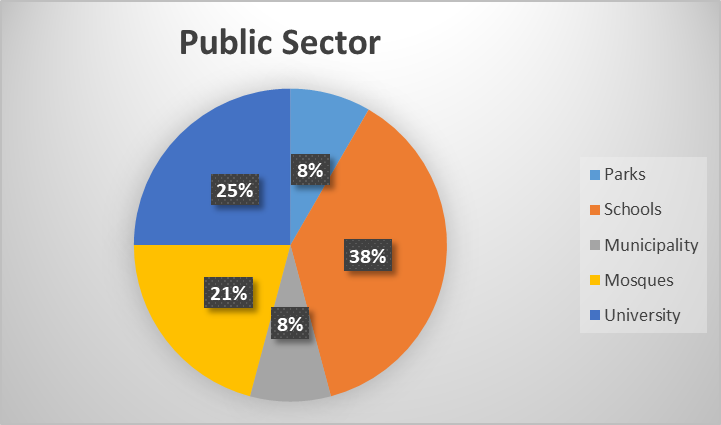 Public Sector
8%
38%
8%
21%
25%
Parks
Schools
Municipality
Mosques
University